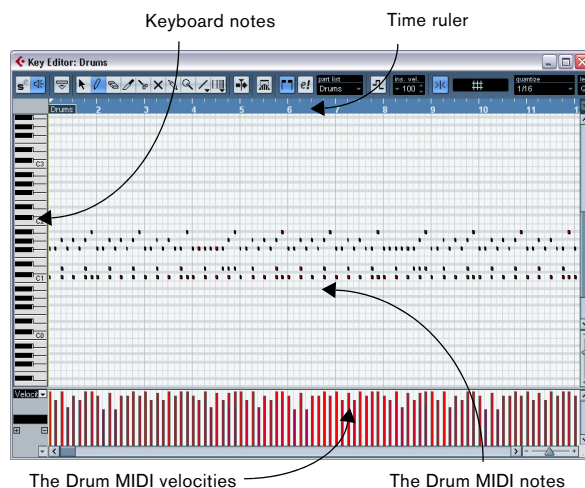 Keyboard notes
Time ruler
Key Editor: Drums
part list
ins. vel.
quantize
Drums
100
1/16
Drums 2 3 4 5 6 7 8 9 10 11
C3
C1
C0
Velocit
The Drum MIDI velocities
The Drum MIDI notes